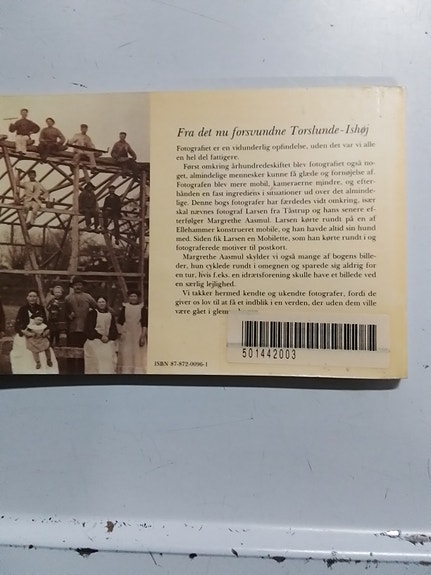 Fra det nu forsvundne Torslunde-Ishøj
Fotografiet er en vidunderlig opfindelse, uden det var vi alle
en hel del fattigere.
Først omkring århundredeskiftet blev fotografiet også no-
get, almindelige mennesker kunne få glæde og fornøjelse af.
Fotografen blev mere mobil, kameraerne mindre, og efter-
hånden en fast ingrediens i situationer ud over det alminde-
lige. Denne bogs fotografier har færdedes vidt omkring, især
skal nævnes fotograf Larsen fra Tåstrup og hans senere ef-
terfølger Margrethe Aasmul. Larsen kørte rundt på en af
Ellehammer konstrueret mobile, og han havde altid sin hund
med. Siden fik Larsen en Mobilette, som han kørte rundt i og
fotograferede motiver til postkort.
Margrethe Aasmul skylder vi også mange af bogens bille-
der, hun cyklede rundt i omegnen og sparede sig aldrig for
en tur, hvis f.eks. en idrætsforening skulle have et billede ved
en særlig lejlighed.
Vi takker hermed kendte og ukendte fotografer, fordi de
giver os lov til at få et indblik i en verden, der uden dem ville
være gået i
501442003
ISBN 87-872-0096-1